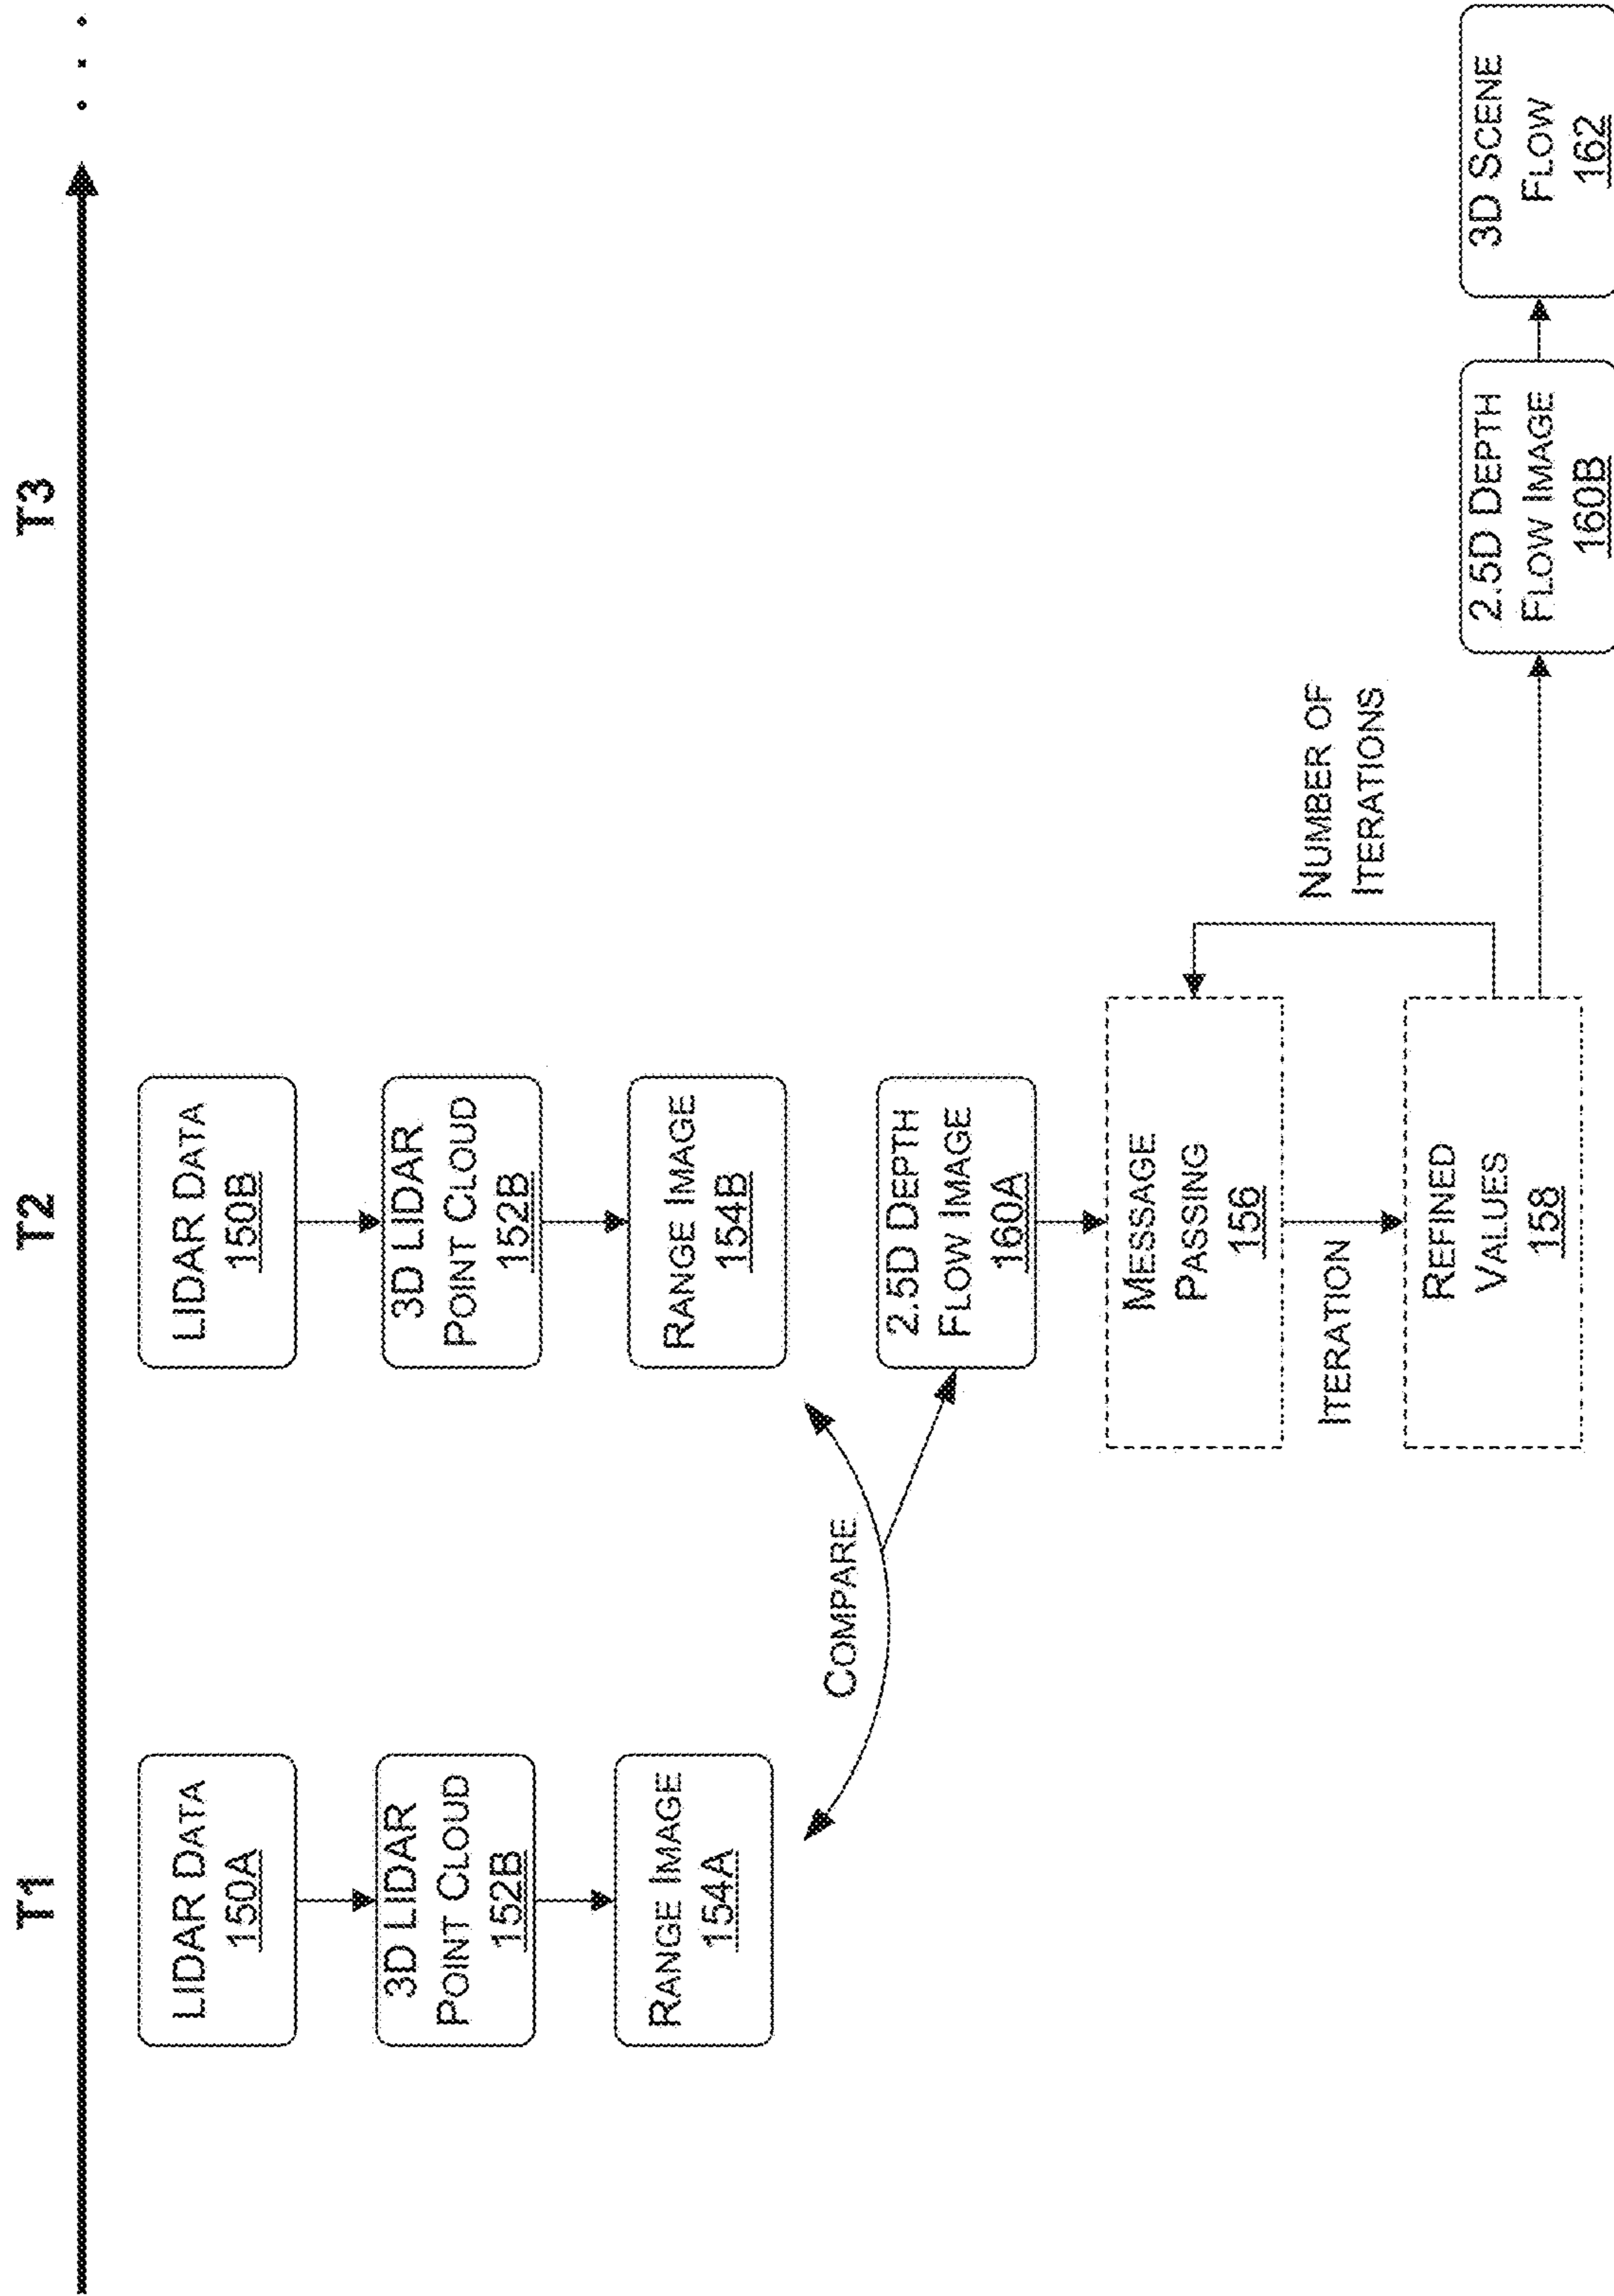 T1
T2
T3
LIDAR DATA
150A
3D LIDAR
POINT CLOUD
152B
RANGE IMAGE
154A
COMPARE
LIDAR DATA
150B
3D LIDAR
POINT CLOUD
152B
RANGE IMAGE
154B
2.5D DEPTH
FLOW IMAGE
160A
MESSAGE
PASSING
156
ITERATION
REFINED
VALUES
158
NUMBER OF
ITERATIONS
2.5D DEPTH
FLOW IMAGE
160B
3D SCENE
FLOW
162